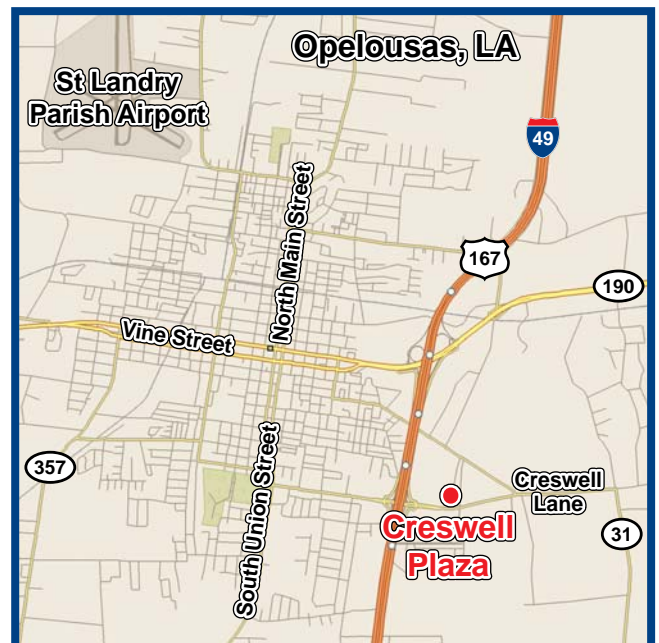 Opelousas, LA
St Landry
Parish Airport
49
North Main Street
167
190
Vine Street
357
South Union Street
Creswell
Lane
Creswell
Plaza
31